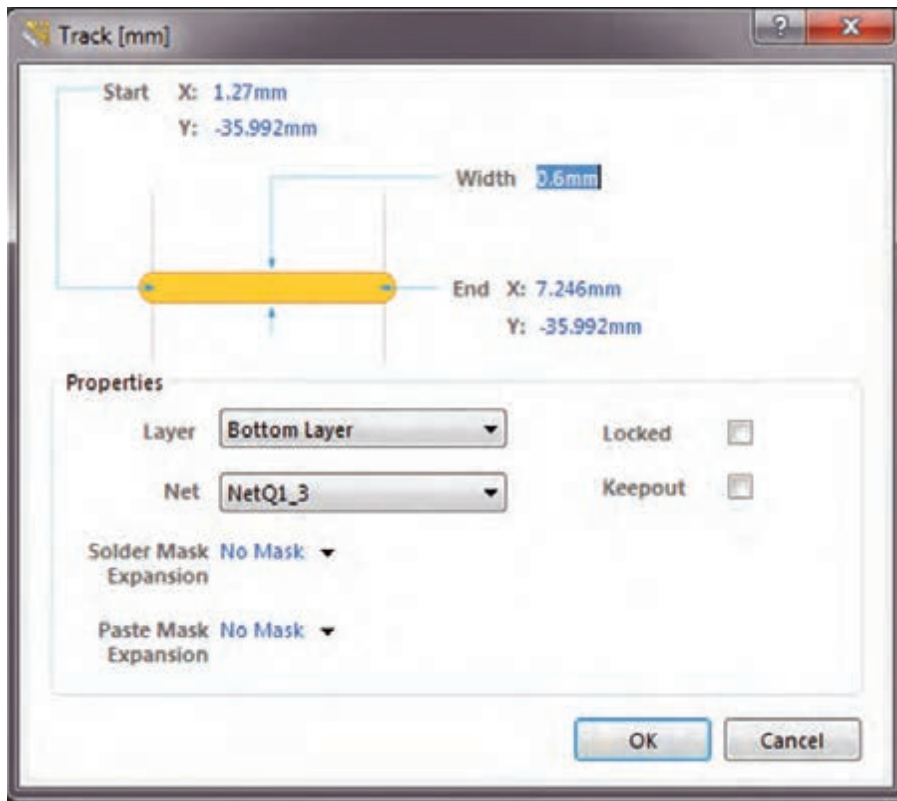 Track [mm]
?
Start X: 1.27mm
Y: -35.992mm
Width 0.6mm
End X: 7.246mm
Y: -35.992mm
Properties
Layer Bottom Layer Locked
Net NetQ1_3 Keepout
Solder Mask No Mask
Expansion
Paste Mask No Mask
Expansion
OK Cancel